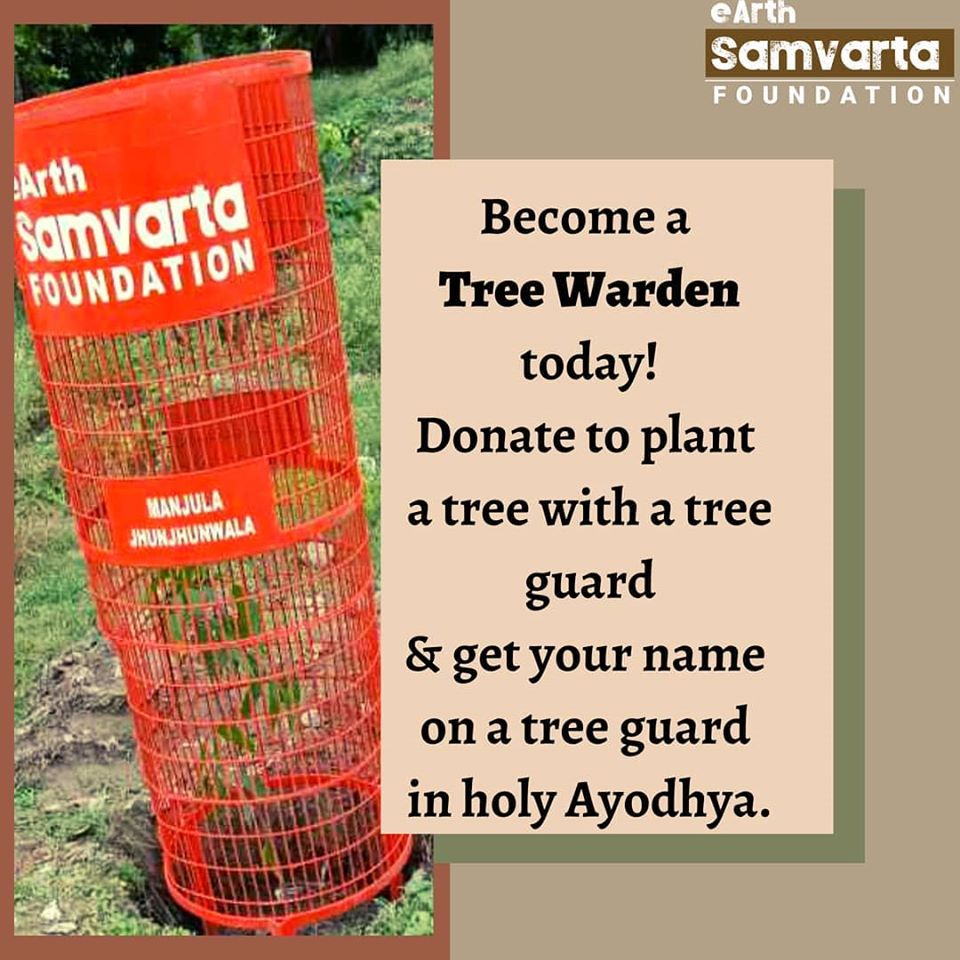 eArth
Samvarta
FOUNDATION
eArth
Samvarta
FOUNDATION
MANJULA
JHUNJHUNWALA
Become a
Tree Warden
today!
Donate to plant
a tree with a tree
guard
& get your name
on a tree guard
in holy Ayodhya.